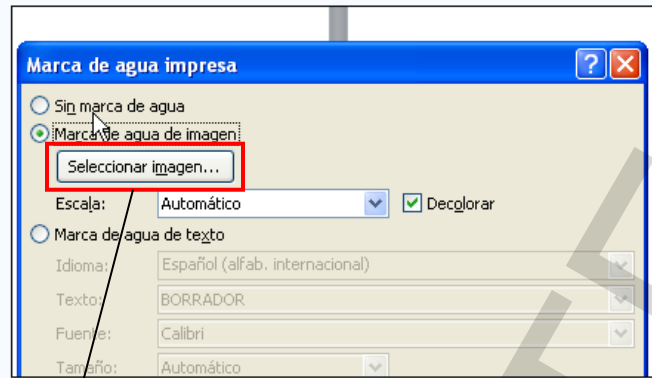 Marca de agua impresa
Sin marca de agua
Marca de agua de imagen
Seleccionar imagen...
Escala: Automático Decolorar
Marca de agua de texto
Idioma: Español (alfab. internacional)
Texto: BORRADOR
Fuente: Calibri
Tamaño: Automático